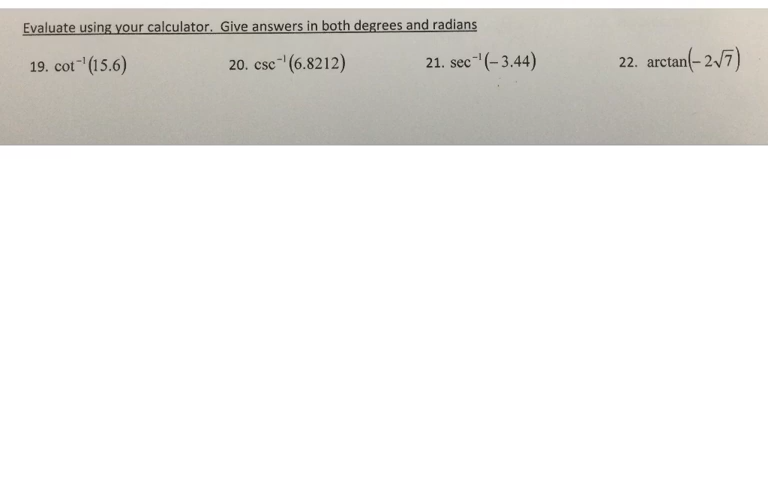 Evaluate using your calculator. Give answers in both degrees and radians
19. cot⁻¹(15.6) 20. csc⁻¹(6.8212) 21. sec⁻¹(−3.44) 22. arctan(−2√7)